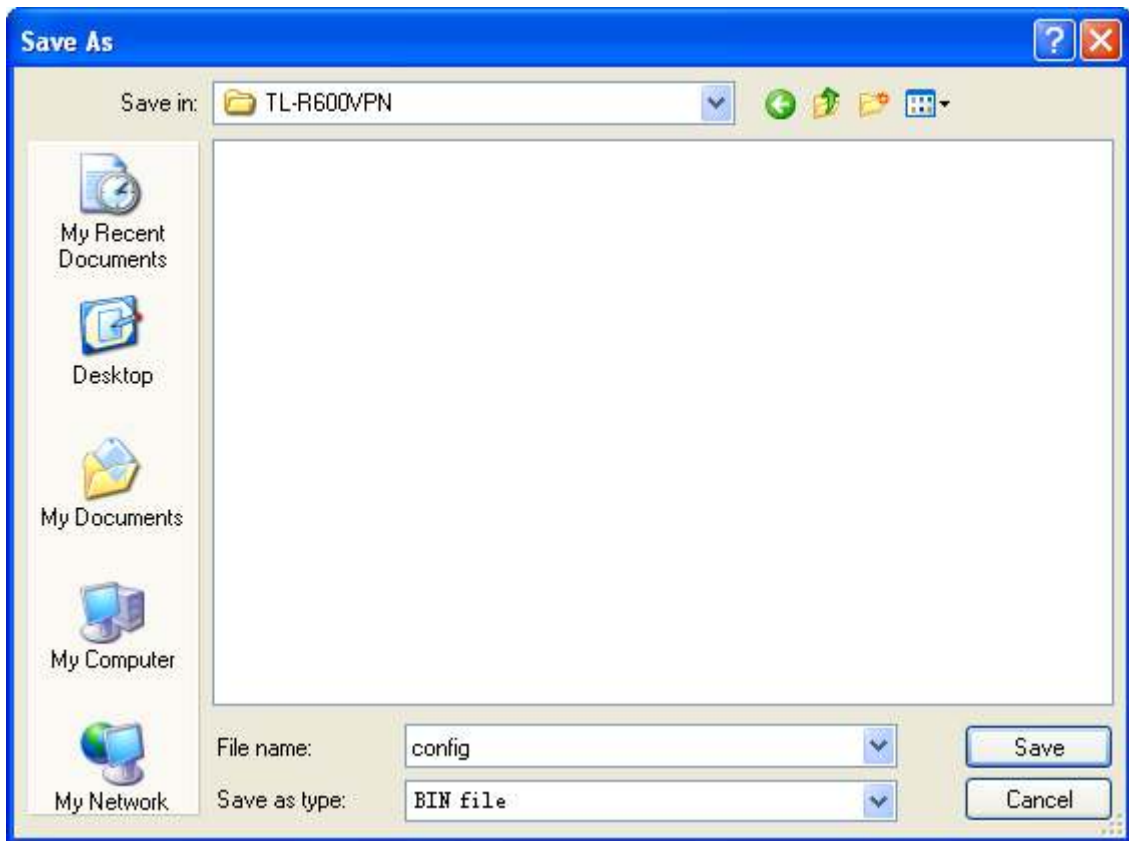 Save As
Save in:
TL-R600VPN
My Recent
Documents
Desktop
My Documents
My Computer
My Network
File name:
config
Save
Save as type:
BIN file
Cancel